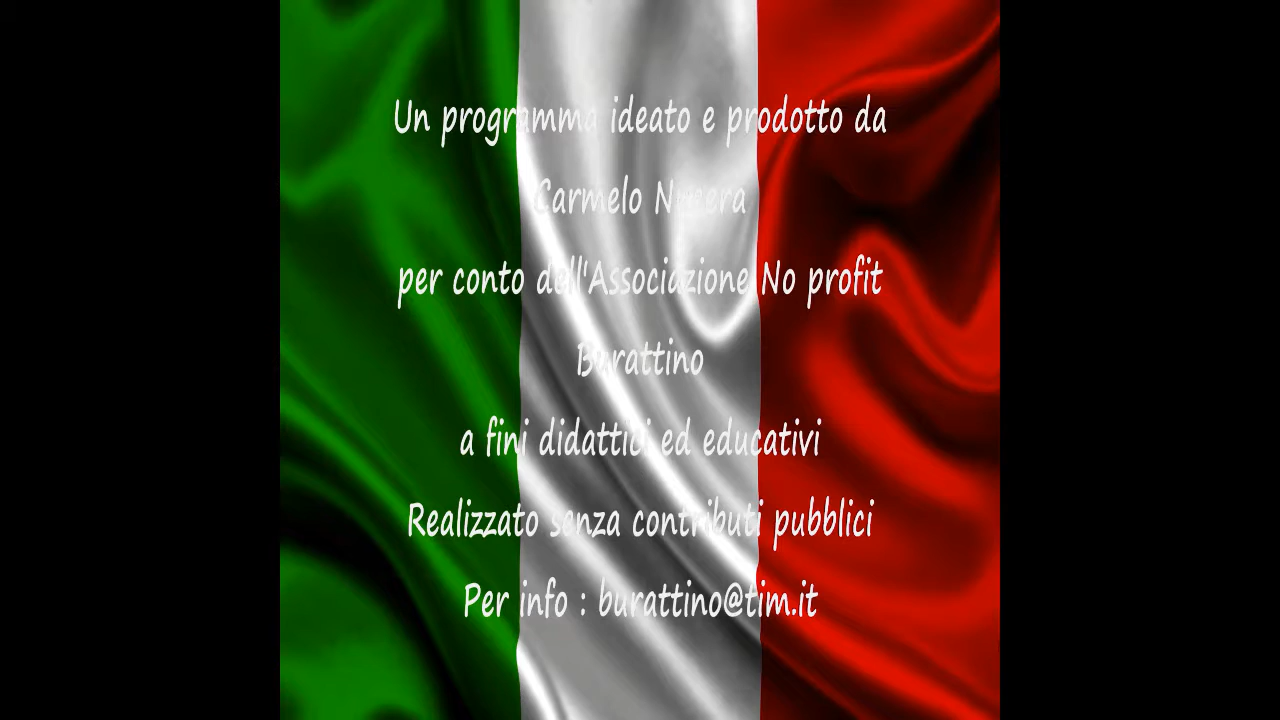 Un programma ideato e prodotto da
Carmelo Nucera
per conto dell'Associazione No profit
Burattino
a fini didattici ed educativi
Realizzato senza contributi pubblici
Per info : burattino@tim.it